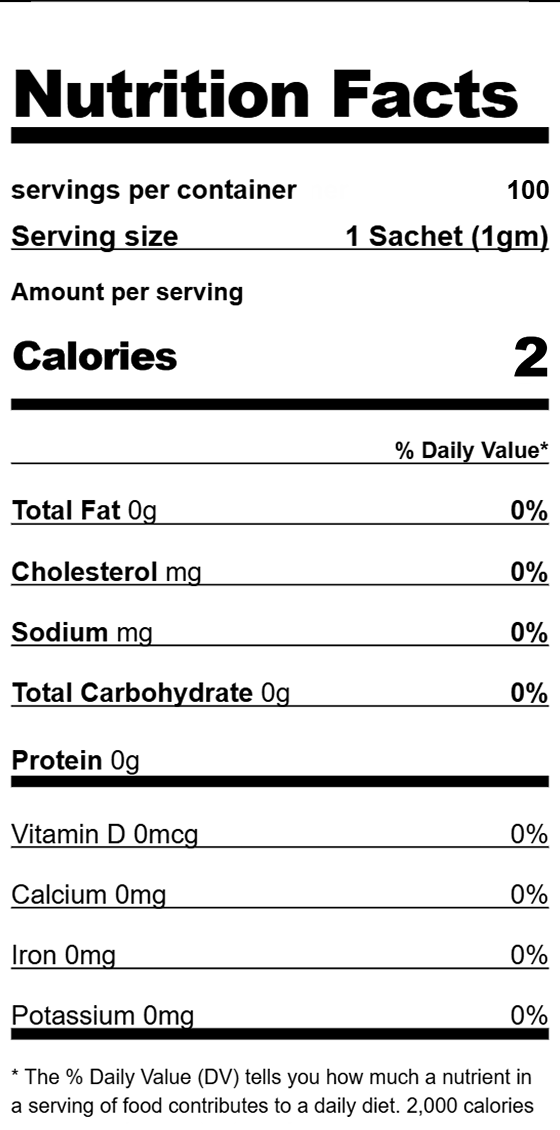 Nutrition Facts
servings per container 100
Serving size 1 Sachet (1gm)
Amount per serving
Calories 2
% Daily Value*
Total Fat 0g 0%
Cholesterol mg 0%
Sodium mg 0%
Total Carbohydrate 0g 0%
Protein 0g
Vitamin D 0mcg 0%
Calcium 0mg 0%
Iron 0mg 0%
Potassium 0mg 0%
* The % Daily Value (DV) tells you how much a nutrient in
a serving of food contributes to a daily diet. 2,000 calories